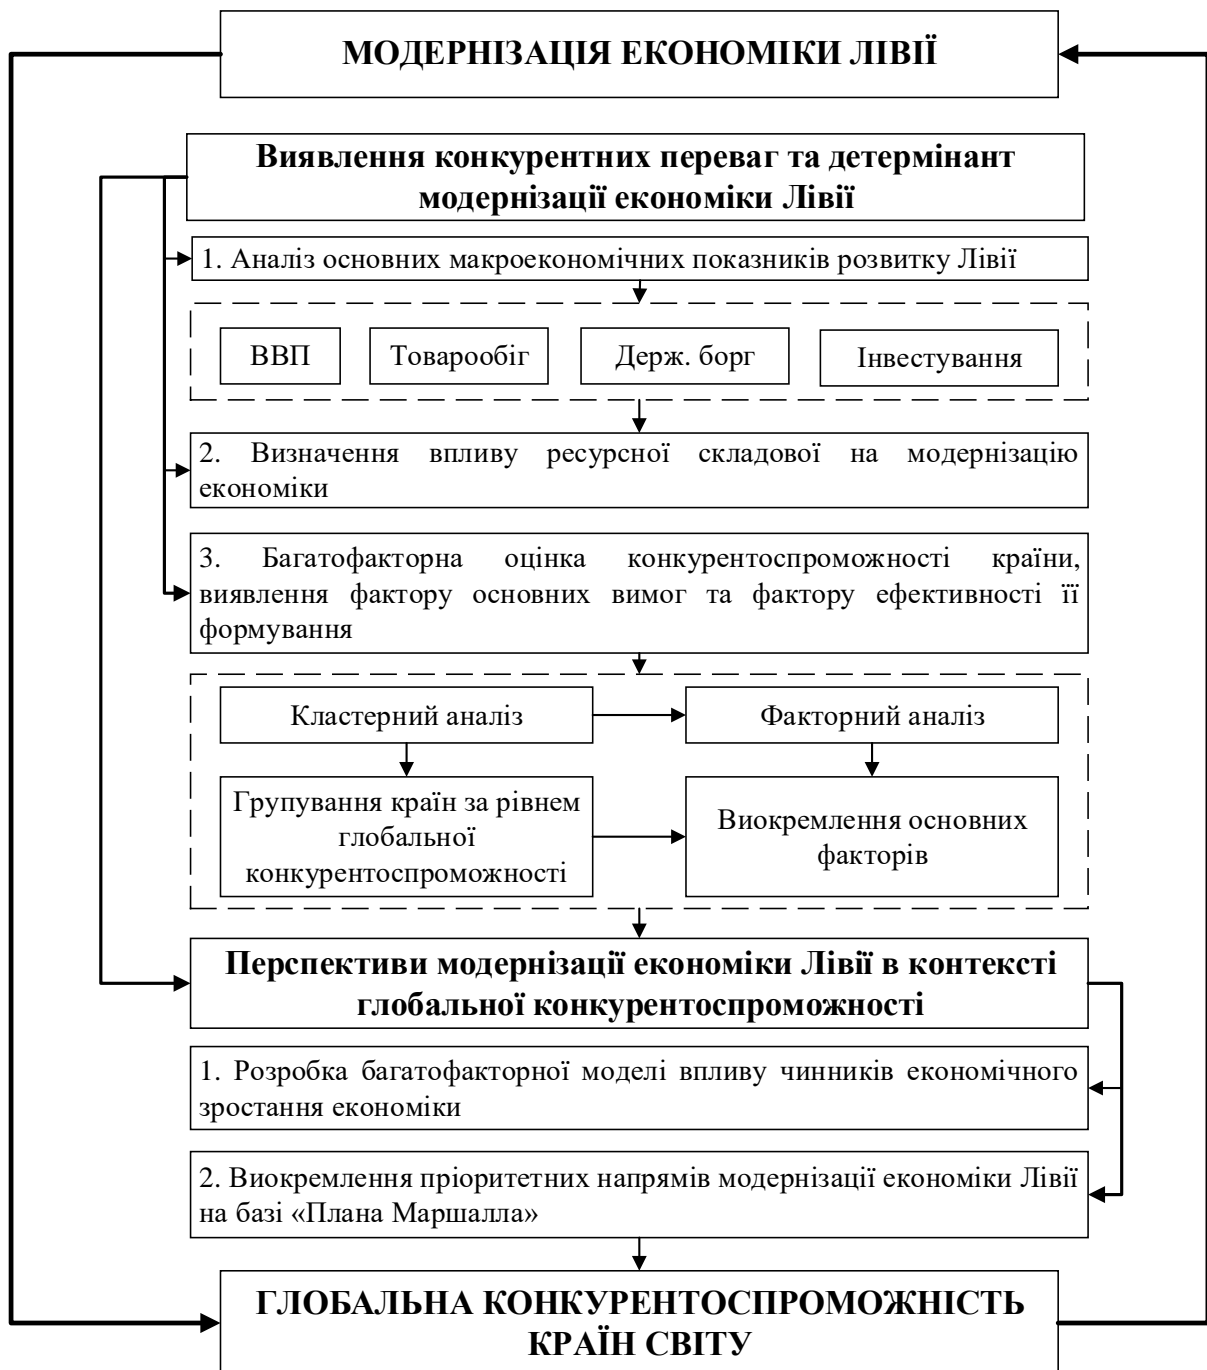 МОДЕРНІЗАЦІЯ ЕКОНОМІКИ ЛІВІЇ
Виявлення конкурентних переваг та детермінант
модернізації економіки Лівії
1. Аналіз основних макроекономічних показників розвитку Лівії
ВВП
Товарообіг
Держ. борг
Інвестування
2. Визначення впливу ресурсної складової на модернізацію
економіки
3. Багатофакторна оцінка конкурентоспроможності країни,
виявлення фактору основних вимог та фактору ефективності її
формування
Кластерний аналіз
Факторний аналіз
Групування країн за рівнем
глобальної
конкурентоспроможності
Виокремлення основних
факторів
Перспективи модернізації економіки Лівії в контексті
глобальної конкурентоспроможності
1. Розробка багатофакторної моделі впливу чинників економічного
зростання економіки
2. Виокремлення пріоритетних напрямів модернізації економіки Лівії
на базі «Плана Маршалла»
ГЛОБАЛЬНА КОНКУРЕНТОСПРОМОЖНІСТЬ
КРАЇН СВІТУ